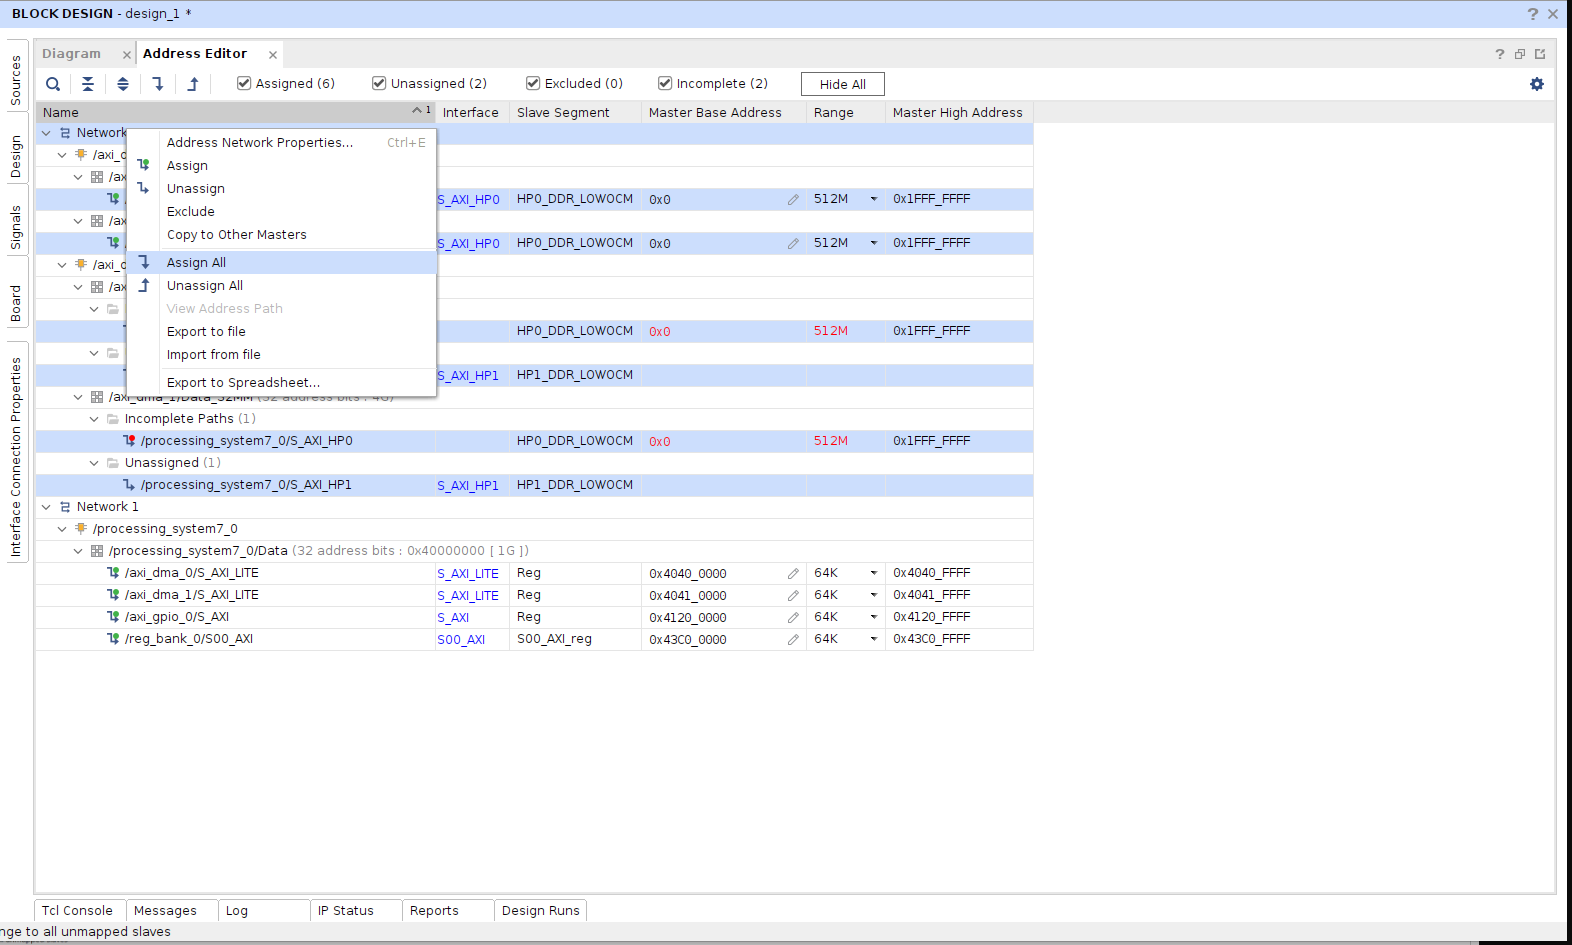 BLOCK DESIGN - design_1 *
Diagram
Address Editor
Assigned (6)
Unassigned (2)
Excluded (0)
Incomplete (2)
Hide All
Name
1
Interface
Slave Segment
Master Base Address
Range
Master High Address
Network
/axi_d
/ax
S_AXI_HP0 HP0_DDR_LOWOCM 0x0 512M 0x1FFF_FFFF
/ax
S_AXI_HP0 HP0_DDR_LOWOCM 0x0 512M 0x1FFF_FFFF
/axi_d
/ax
HP0_DDR_LOWOCM 0x0 512M 0x1FFF_FFFF
S_AXI_HP1 HP1_DDR_LOWOCM
/axi_dma_1/Data_S2MM (32 address bits : 4G)
Incomplete Paths (1)
/processing_system7_0/S_AXI_HP0 HP0_DDR_LOWOCM 0x0 512M 0x1FFF_FFFF
Unassigned (1)
/processing_system7_0/S_AXI_HP1 S_AXI_HP1 HP1_DDR_LOWOCM
Network 1
/processing_system7_0
/processing_system7_0/Data (32 address bits : 0x40000000 [ 1G ])
/axi_dma_0/S_AXI_LITE S_AXI_LITE Reg 0x4040_0000 64K 0x4040_FFFF
/axi_dma_1/S_AXI_LITE S_AXI_LITE Reg 0x4041_0000 64K 0x4041_FFFF
/axi_gpio_0/S_AXI S_AXI Reg 0x4120_0000 64K 0x4120_FFFF
/reg_bank_0/S00_AXI S00_AXI S00_AXI_reg 0x43C0_0000 64K 0x43C0_FFFF
Address Network Properties... Ctrl+E
Assign
Unassign
Exclude
Copy to Other Masters
Assign All
Unassign All
View Address Path
Export to file
Import from file
Export to Spreadsheet...
Sources
Design
Signals
Board
Interface Connection Properties
Tcl Console
Messages
Log
IP Status
Reports
Design Runs
nge to all unmapped slaves